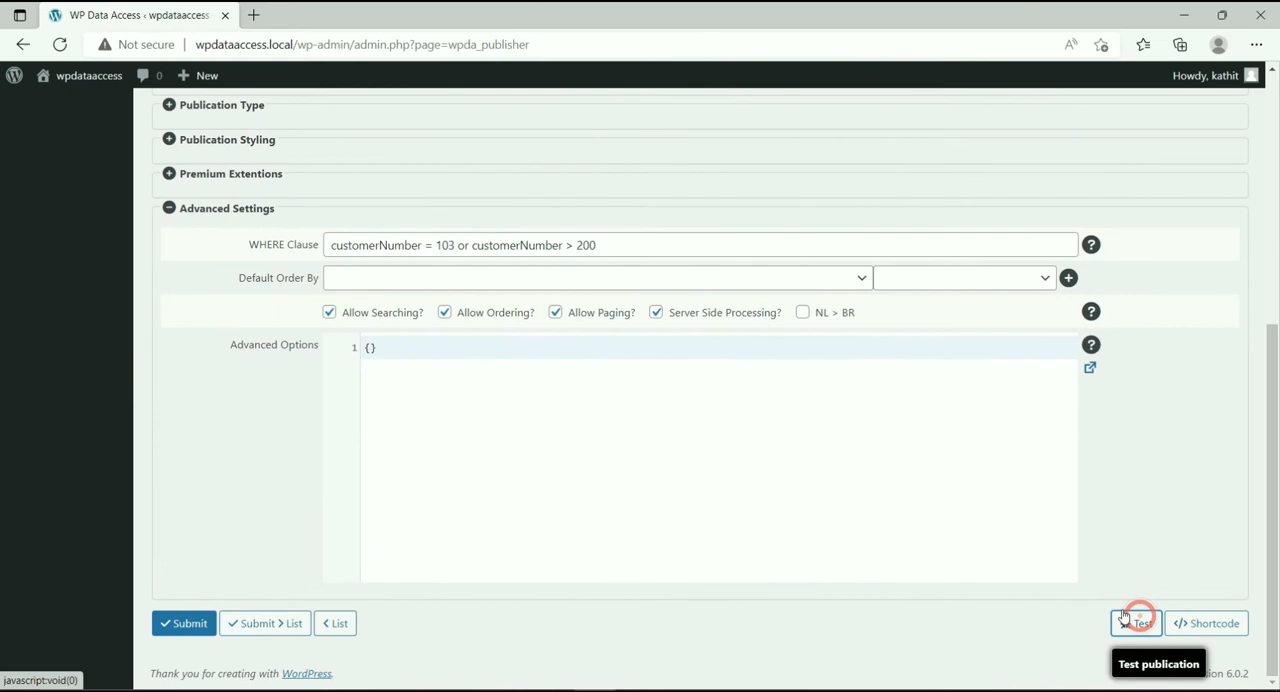 WP Data Access ‹ wpdataaccess
Not secure
wpdataaccess.local/wp-admin/admin.php?page=wpda_publisher
wpdataaccess
0
New
Howdy, kathit
Publication Type
Publication Styling
Premium Extentions
Advanced Settings
WHERE Clause
customerNumber = 103 or customerNumber > 200
Default Order By
Allow Searching?
Allow Ordering?
Allow Paging?
Server Side Processing?
NL > BR
Advanced Options
1
{}
Submit
Submit > List
< List
Test
</> Shortcode
Test publication
Thank you for creating with WordPress.
6.0.2
javascript:void(0)